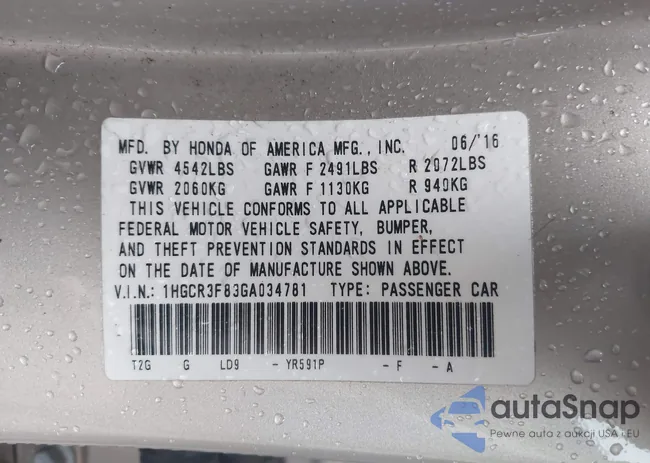 MFD. BY HONDA OF AMERICA MFG., INC. 06/'16
GVWR 4542LBS GAWR F 2491LBS R 2072LBS
GVWR 2060KG GAWR F 1130KG R 940KG
THIS VEHICLE CONFORMS TO ALL APPLICABLE
FEDERAL MOTOR VEHICLE SAFETY, BUMPER,
AND THEFT PREVENTION STANDARDS IN EFFECT
ON THE DATE OF MANUFACTURE SHOWN ABOVE.
V.I.N.: 1HGCR3F83GA034781 TYPE: PASSENGER CAR
T2G G LD9 - YR591P - F - A
autaSnap
Pewne auta z aukcji USA i EU